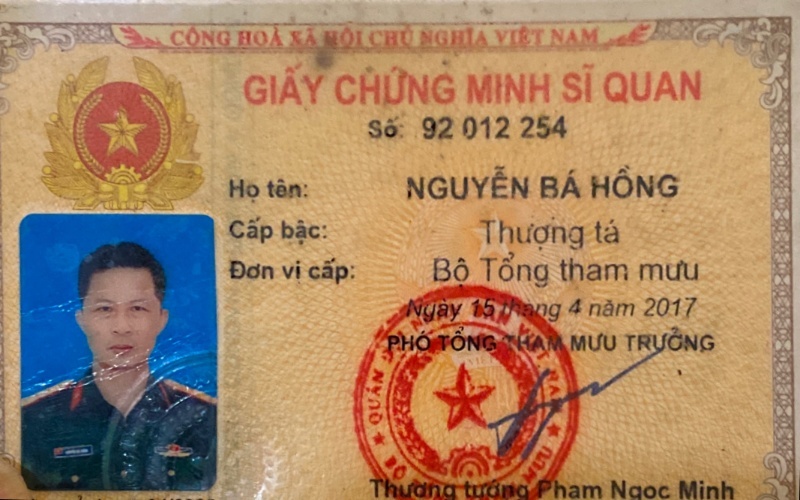 CÔNG HOÀ XÃ HỘI CHỦ NGHĨA VIỆT NAM
GIẤY CHỨNG MINH SĨ QUAN
Số: 92 012 254
Họ tên: NGUYỄN BÁ HỒNG
Cấp bậc: Thượng tá
Đơn vị cấp: Bộ Tổng tham mưu
Ngày 15 tháng 4 năm 2017
PHÓ TỔNG THAM MƯU TRƯỞNG
Thượng tướng Phạm Ngọc Minh